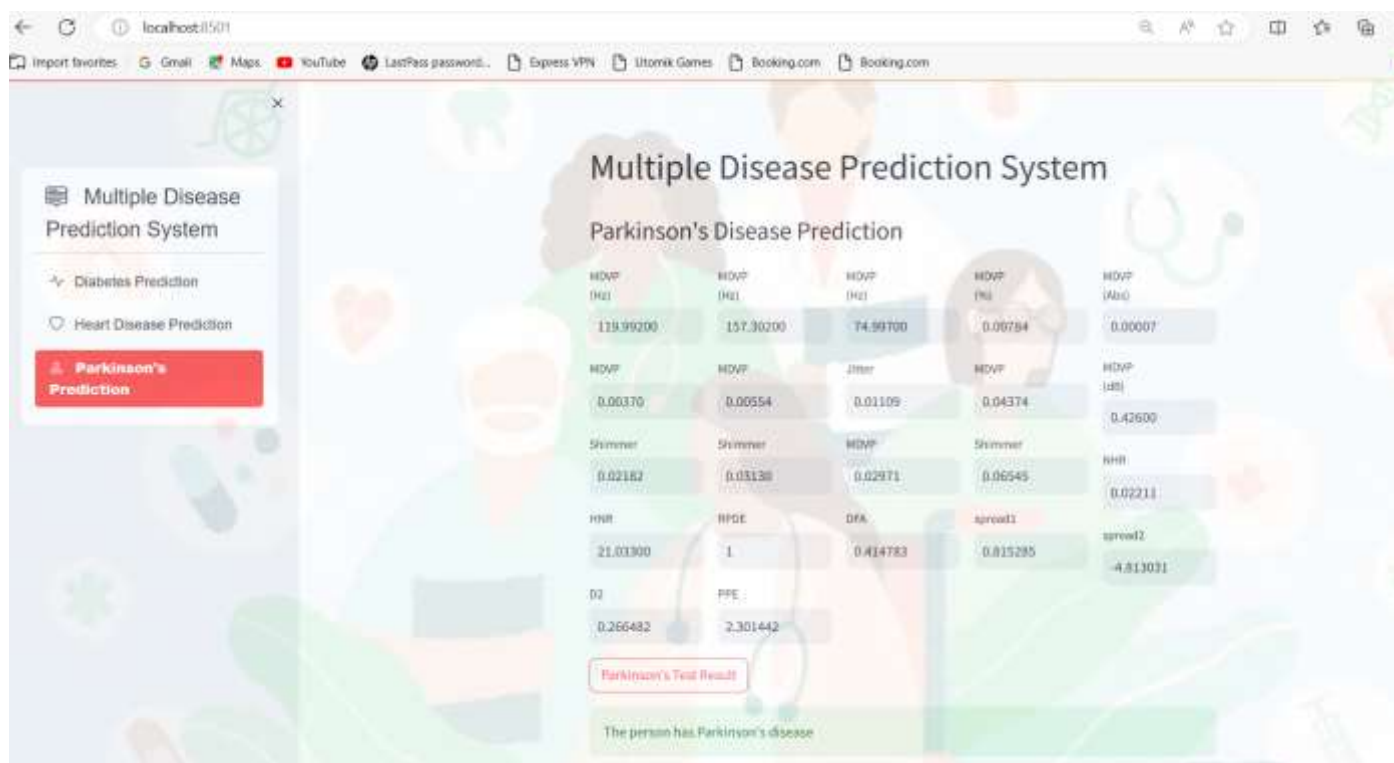 localhost:8501
Import favorites
Gmail
Maps
YouTube
LastPass password...
Express VPN
Utomik Games
Booking.com
Booking.com
Multiple Disease
Prediction System
Diabetes Prediction
Heart Disease Prediction
Parkinson's
Prediction
Multiple Disease Prediction System
Parkinson's Disease Prediction
MDVP MDVP MDVP MDVP MDVP
(Hz) (Hz) (Hz) (%) (Abs)
119.99200 157.30200 74.99700 0.00784 0.00007
MDVP MDVP Jitter MDVP MDVP
(dB)
0.00370 0.00554 0.01109 0.04374 0.42600
Shimmer Shimmer MDVP Shimmer NHR
0.02182 0.03130 0.02971 0.06545 0.02211
HNR RPDE DFA spread1 spread2
21.03300 1 0.414783 0.815285 -4.813031
D2 PPE
0.266482 2.301442
Parkinson's Test Result
The person has Parkinson's disease